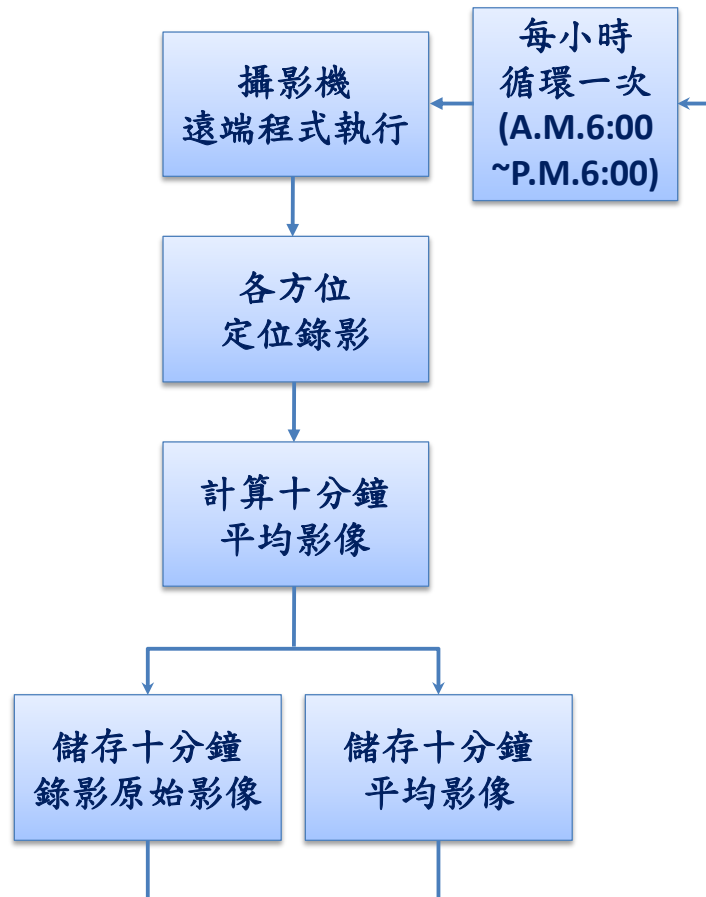 每小時
循環一次
(A.M.6:00
~P.M.6:00)
攝影機
遠端程式執行
各方位
定位錄影
計算十分鐘
平均影像
儲存十分鐘
錄影原始影像
儲存十分鐘
平均影像